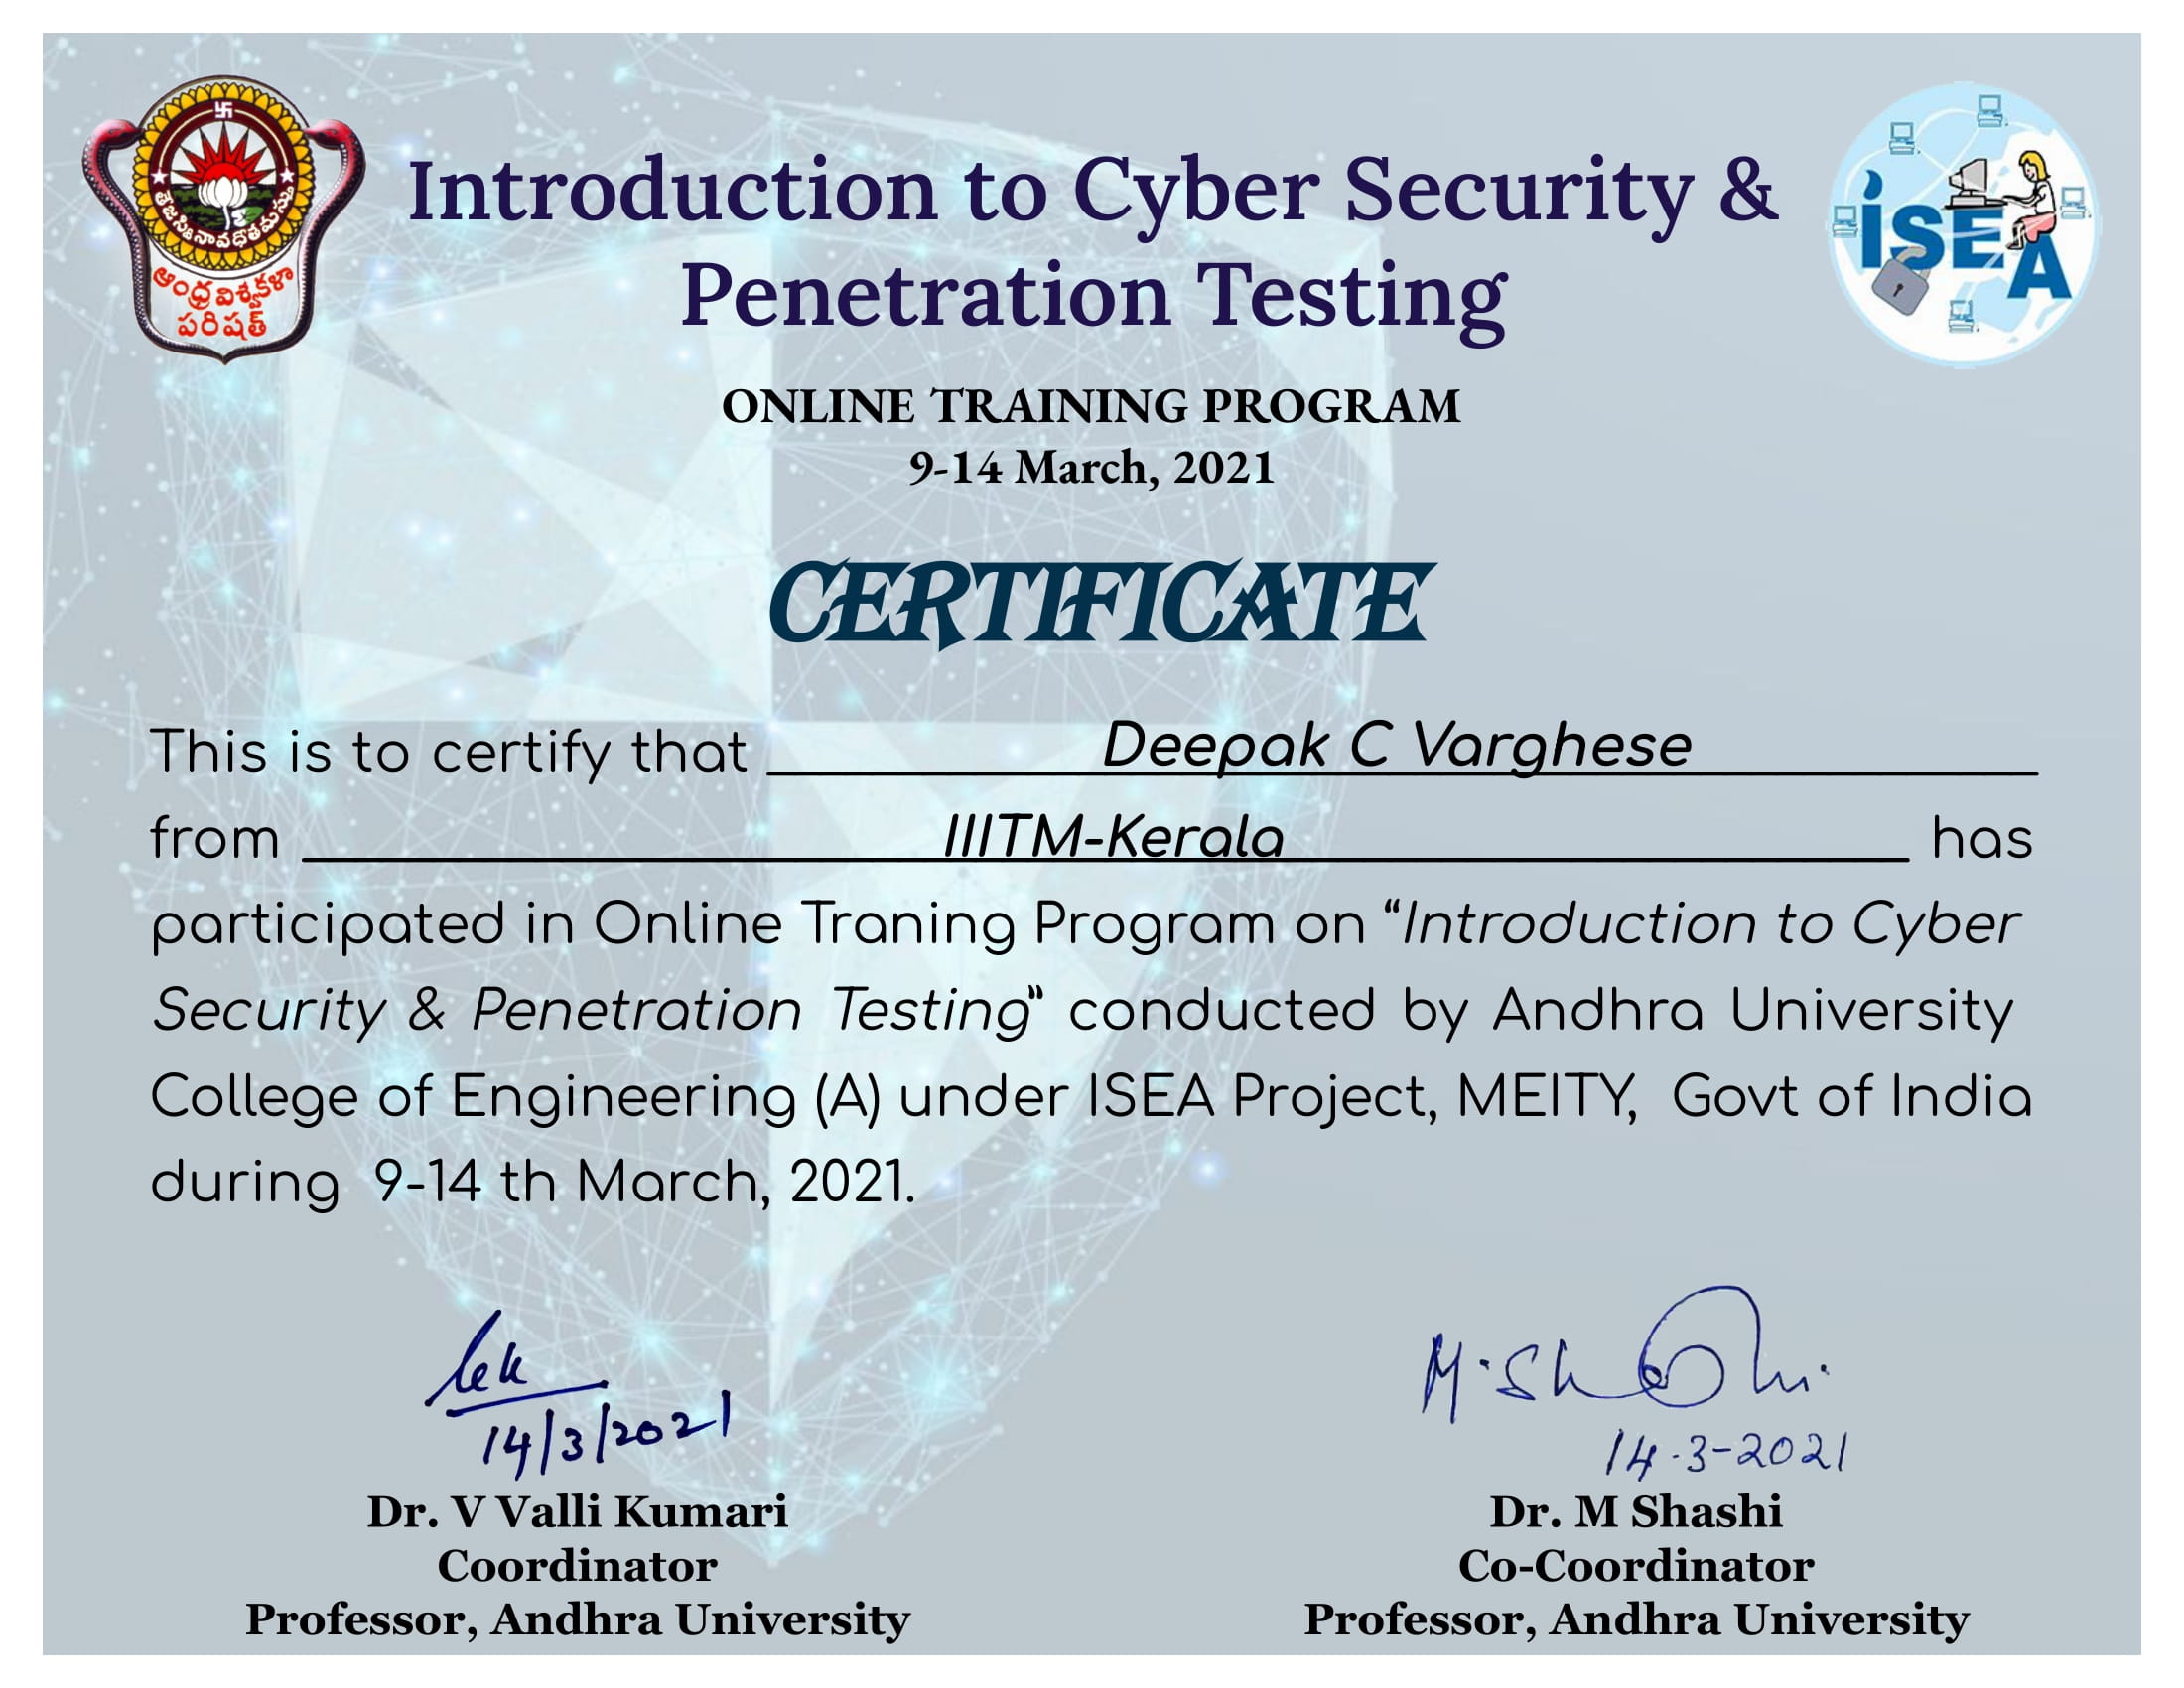 తేజస్వినావధీతమస్తు
ఆంధ్ర విశ్వకళా
పరిషత్
ISEA
Introduction to Cyber Security &
Penetration Testing
ONLINE TRAINING PROGRAM
9-14 March, 2021
CERTIFICATE
This is to certify that Deepak C Varghese
from IIITM-Kerala has
participated in Online Traning Program on “Introduction to Cyber
Security & Penetration Testing” conducted by Andhra University
College of Engineering (A) under ISEA Project, MEITY, Govt of India
during 9-14 th March, 2021.
14/3/2021
M. Shashi
14-3-2021
Dr. V Valli Kumari
Coordinator
Professor, Andhra University
Dr. M Shashi
Co-Coordinator
Professor, Andhra University